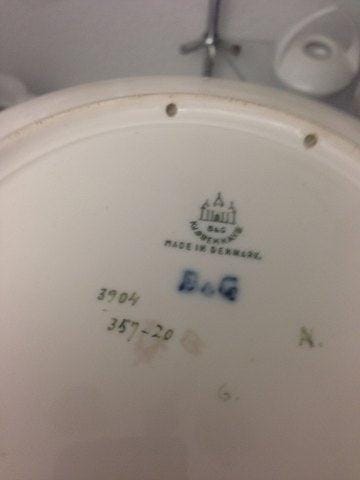 B&G
KJØBENHAVN
MADE IN DENMARK.
B&G
3904
357-20
N.
G.